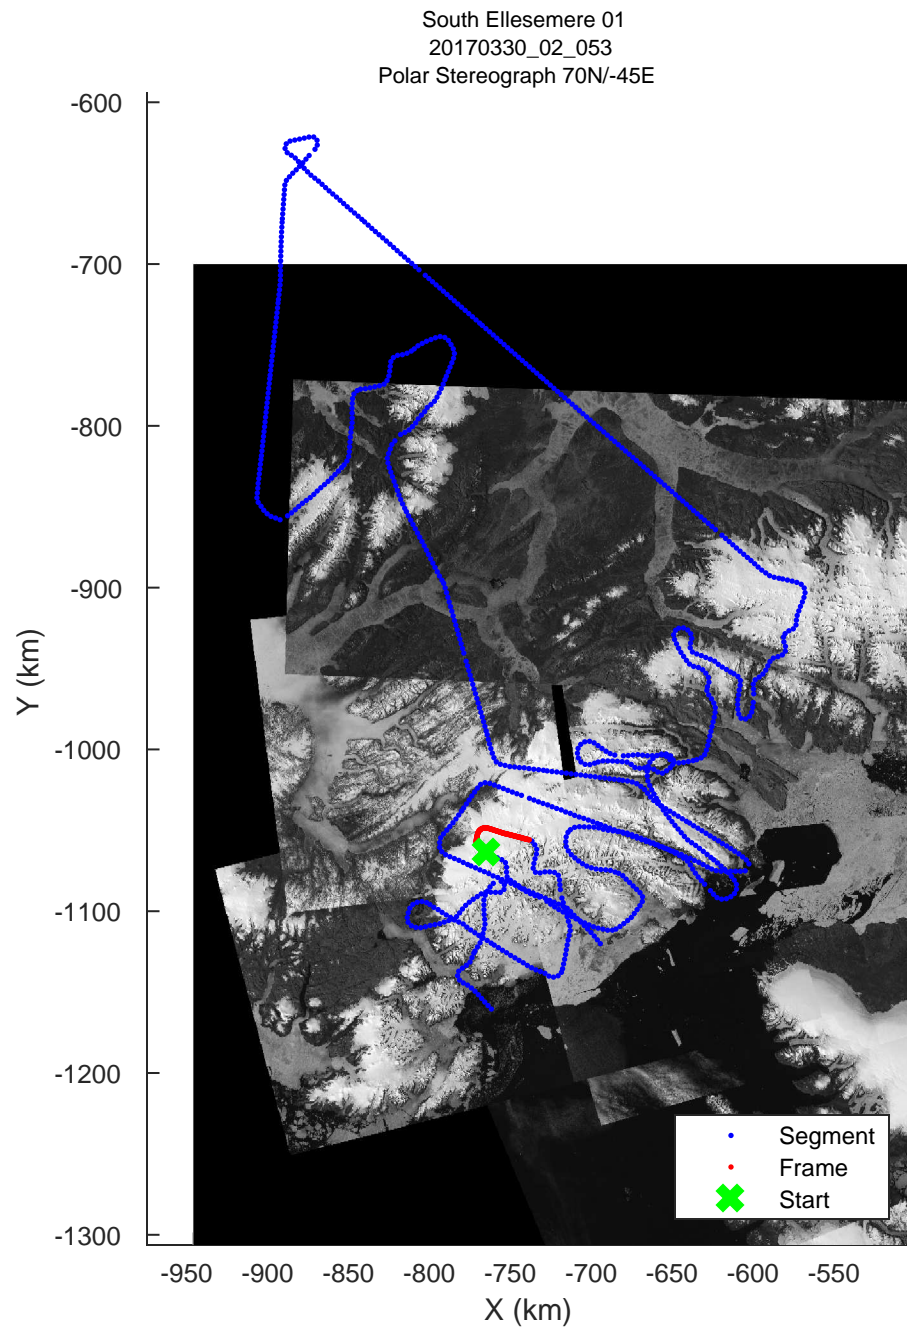 South Ellesemere 01
20170330_02_053
Polar Stereograph 70N/-45E
-600
-700
-800
-900
-1000
-1100
-1200
-1300
Y (km)
Segment
Frame
Start
-950 -900 -850 -800 -750 -700 -650 -600 -550
X (km)